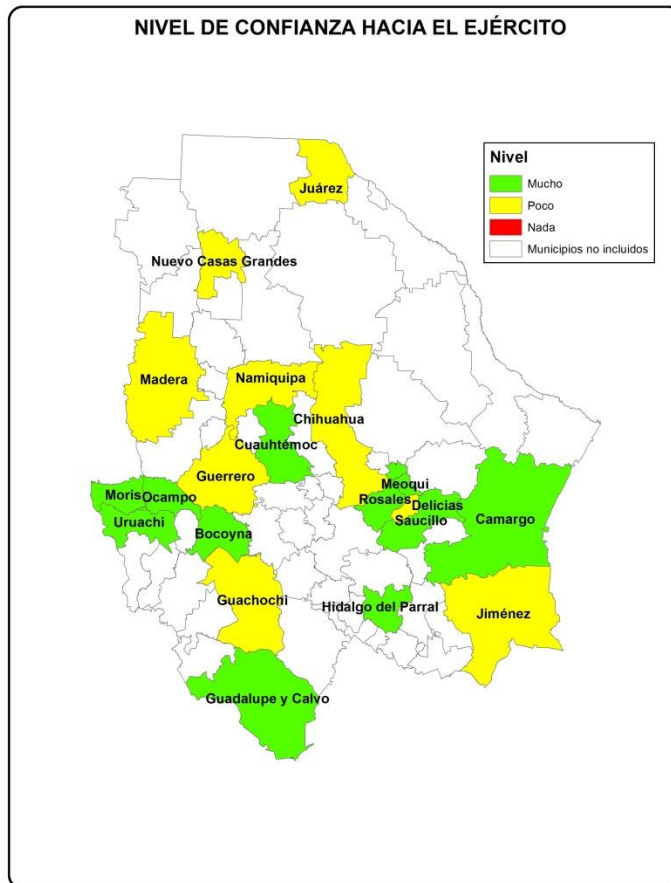 NIVEL DE CONFIANZA HACIA EL EJÉRCITO
Nivel
Mucho
Poco
Nada
Municipios no incluidos
Juárez
Nuevo Casas Grandes
Madera
Namiquipa
Chihuahua
Cuauhtémoc
Guerrero
Meoqui
Moris
Ocampo
Rosales
Delicias
Uruachi
Saucillo
Camargo
Bocoyna
Guachochi
Hidalgo del Parral
Jiménez
Guadalupe y Calvo